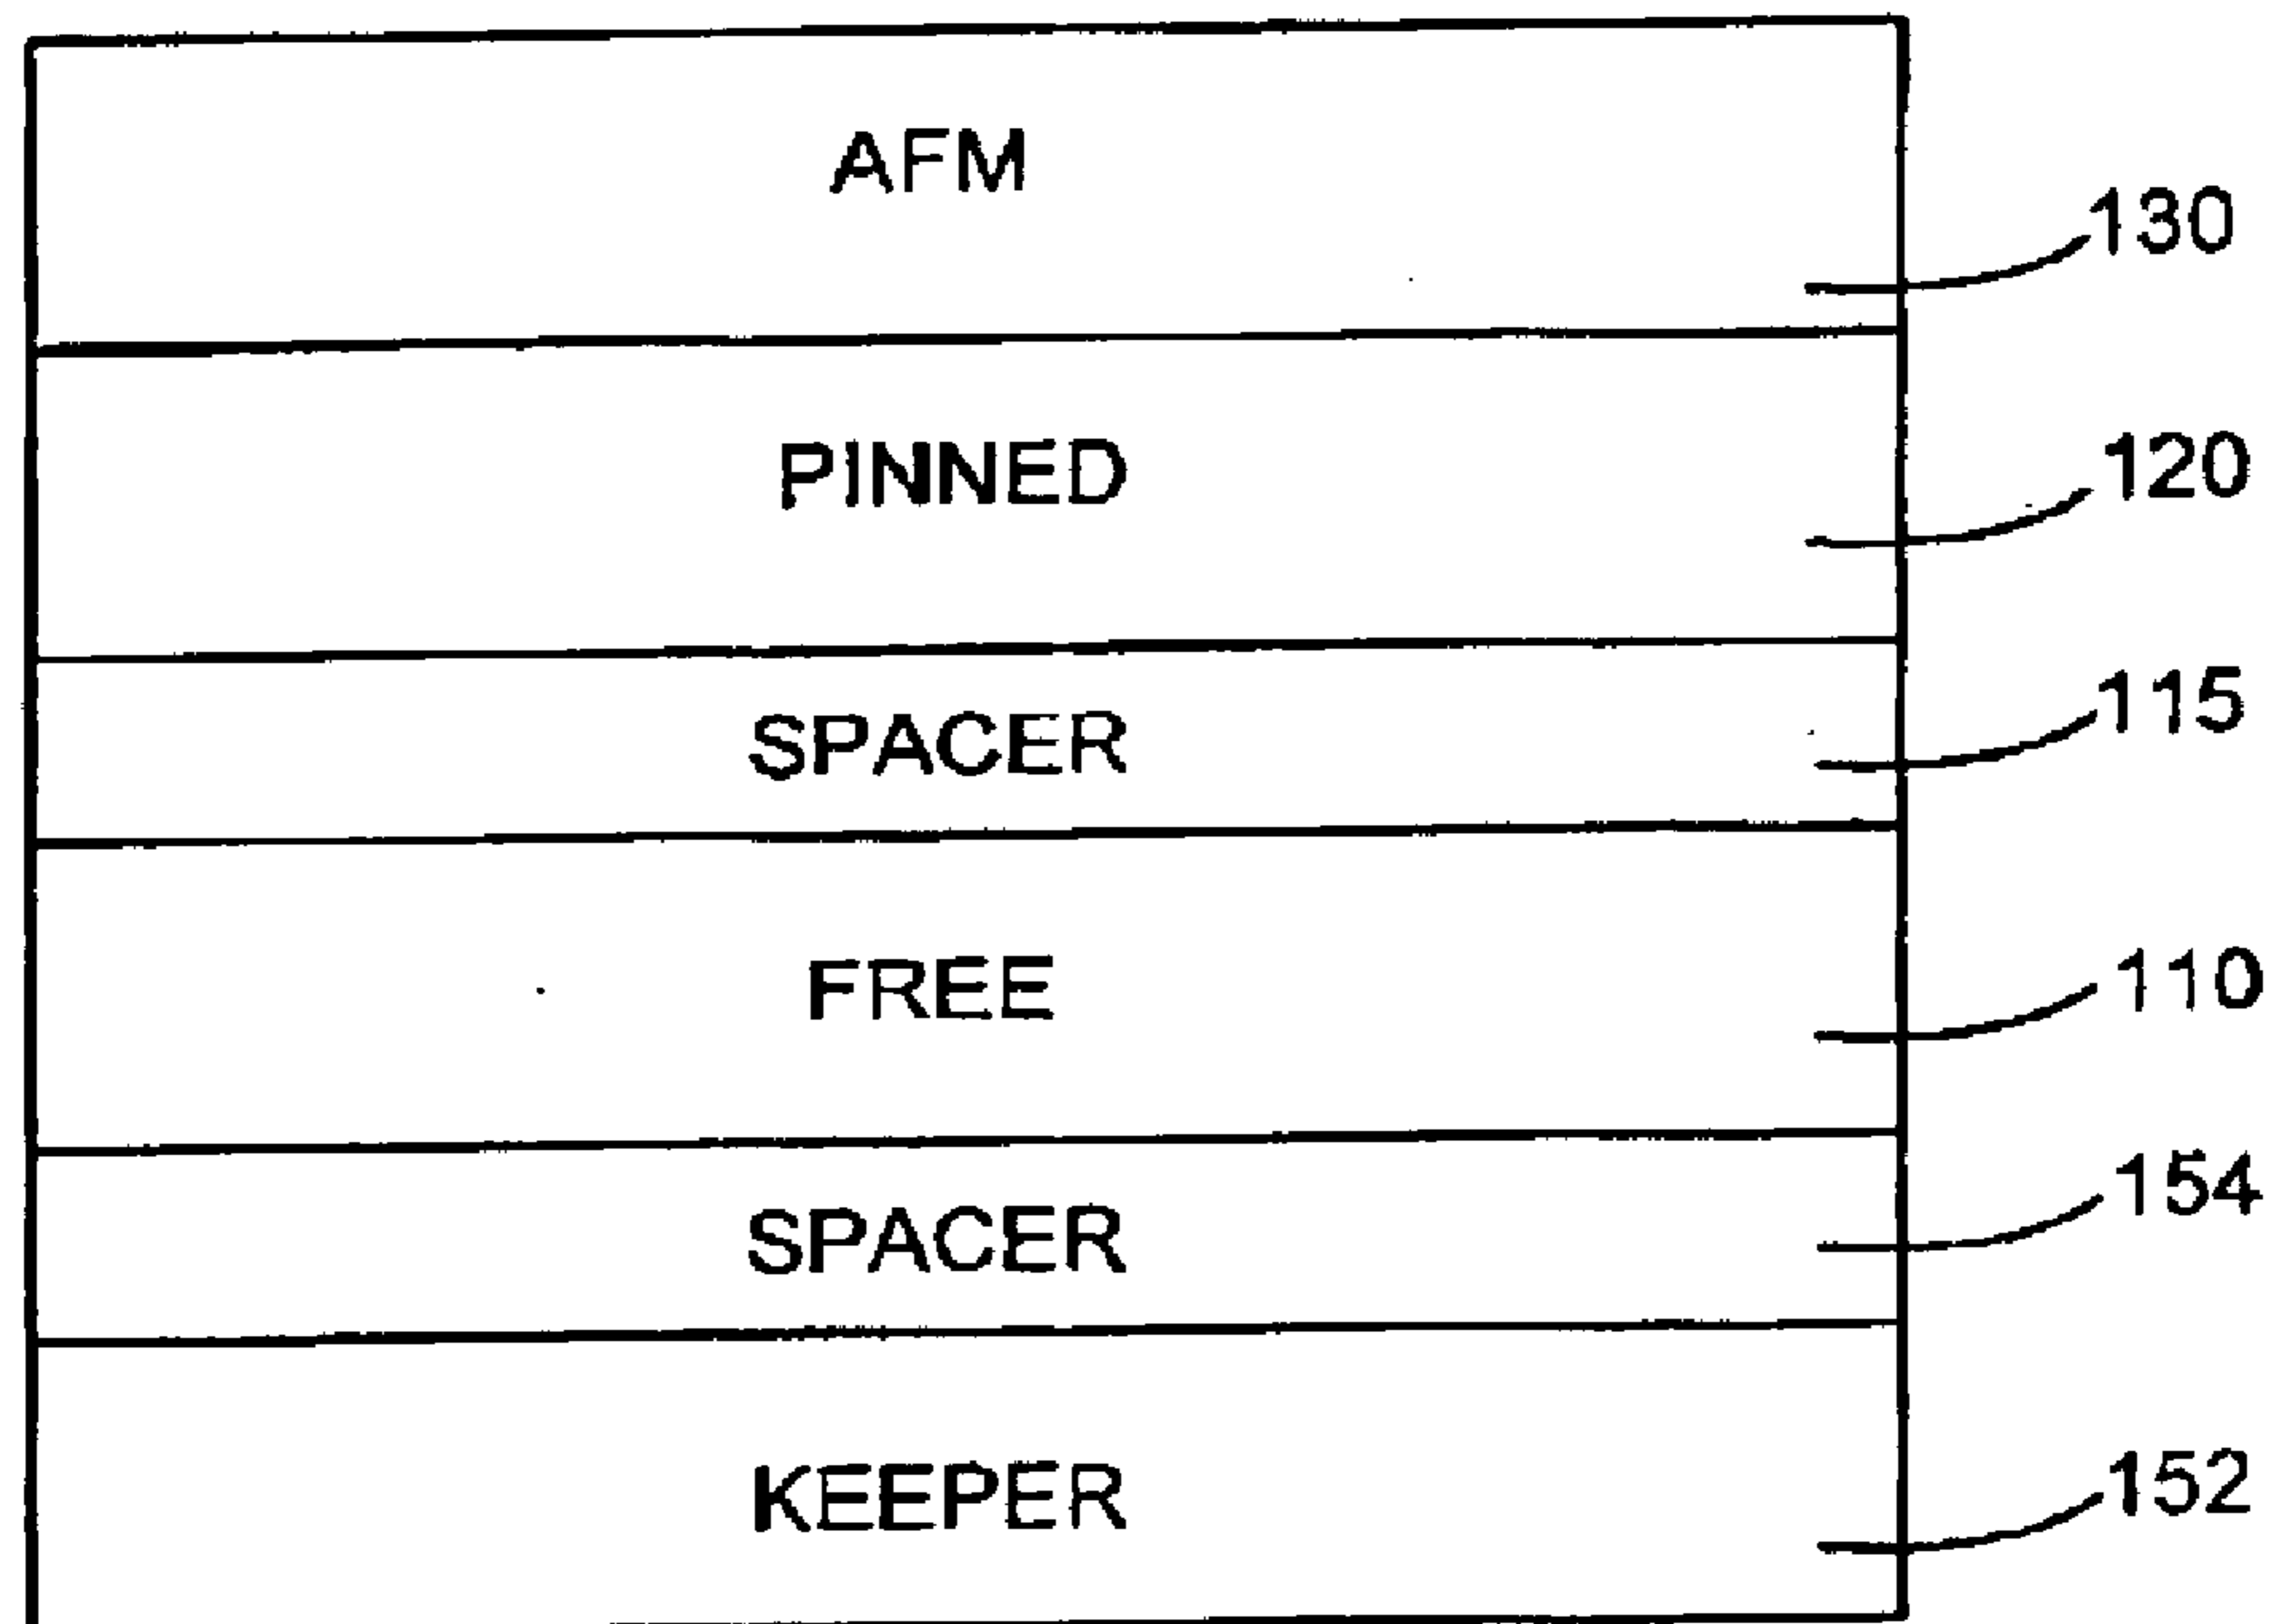 AFM
130
PINNED
120
SPACER
115
FREE
110
SPACER
154
KEEPER
152